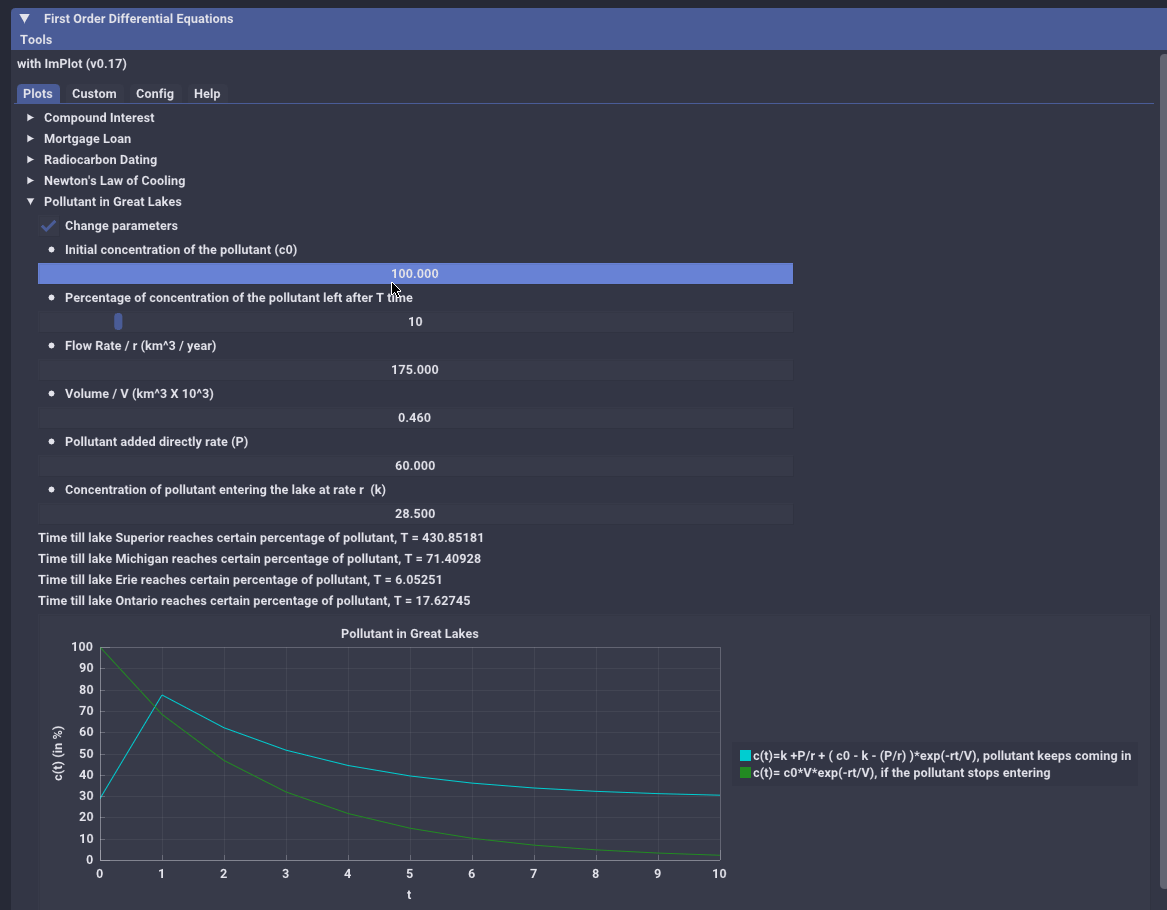 First Order Differential Equations
Tools
with ImPlot (v0.17)
Plots Custom Config Help
Compound Interest
Mortgage Loan
Radiocarbon Dating
Newton's Law of Cooling
Pollutant in Great Lakes
Change parameters
Initial concentration of the pollutant (c0)
100.000
Percentage of concentration of the pollutant left after T time
10
Flow Rate / r (km^3 / year)
175.000
Volume / V (km^3 X 10^3)
0.460
Pollutant added directly rate (P)
60.000
Concentration of pollutant entering the lake at rate r (k)
28.500
Time till lake Superior reaches certain percentage of pollutant, T = 430.85181
Time till lake Michigan reaches certain percentage of pollutant, T = 71.40928
Time till lake Erie reaches certain percentage of pollutant, T = 6.05251
Time till lake Ontario reaches certain percentage of pollutant, T = 17.62745
Pollutant in Great Lakes
100
90
80
70
60
50
40
30
20
10
0
c(t) (in %)
0 1 2 3 4 5 6 7 8 9 10
t
c(t)=k +P/r + ( c0 - k - (P/r) )*exp(-rt/V), pollutant keeps coming in
c(t)= c0*V*exp(-rt/V), if the pollutant stops entering